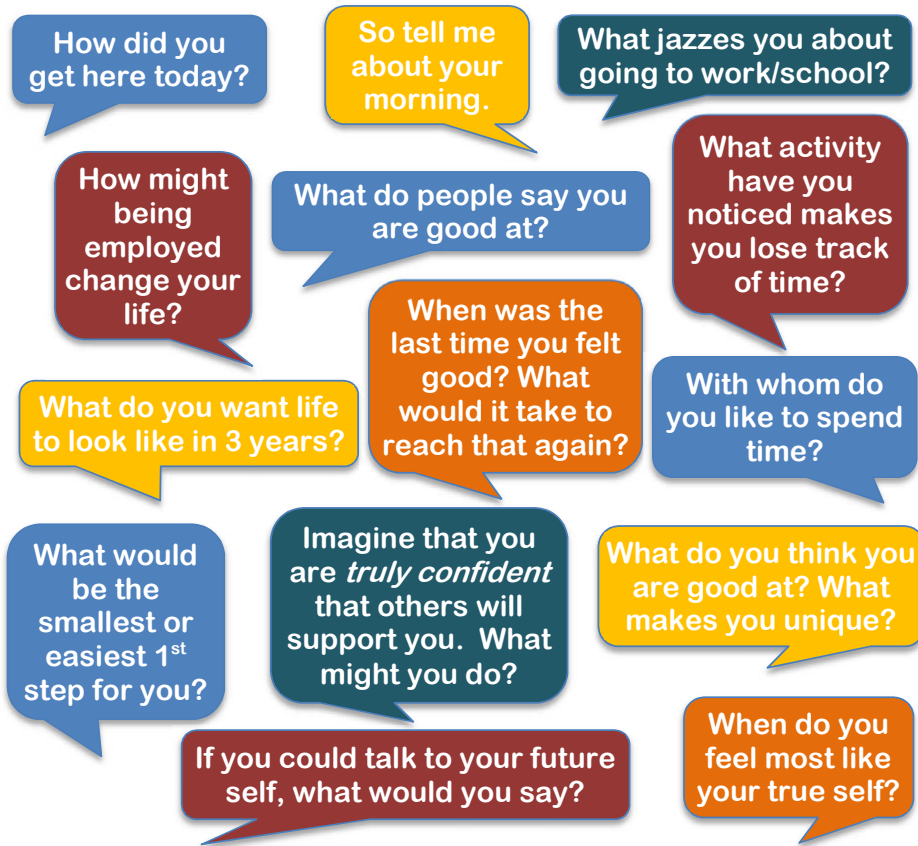 How did you
get here today?
So tell me
about your
morning.
What jazzes you about
going to work/school?
How might
being
employed
change your
life?
What do people say you
are good at?
What activity
have you
noticed makes
you lose track
of time?
When was the
last time you felt
good? What
would it take to
reach that again?
What do you want life
to look like in 3 years?
With whom do
you like to spend
time?
What would
be the
smallest or
easiest 1st
step for you?
Imagine that you
are truly confident
that others will
support you.  What
might you do?
What do you think you
are good at? What
makes you unique?
If you could talk to your future
self, what would you say?
When do you
feel most like
your true self?